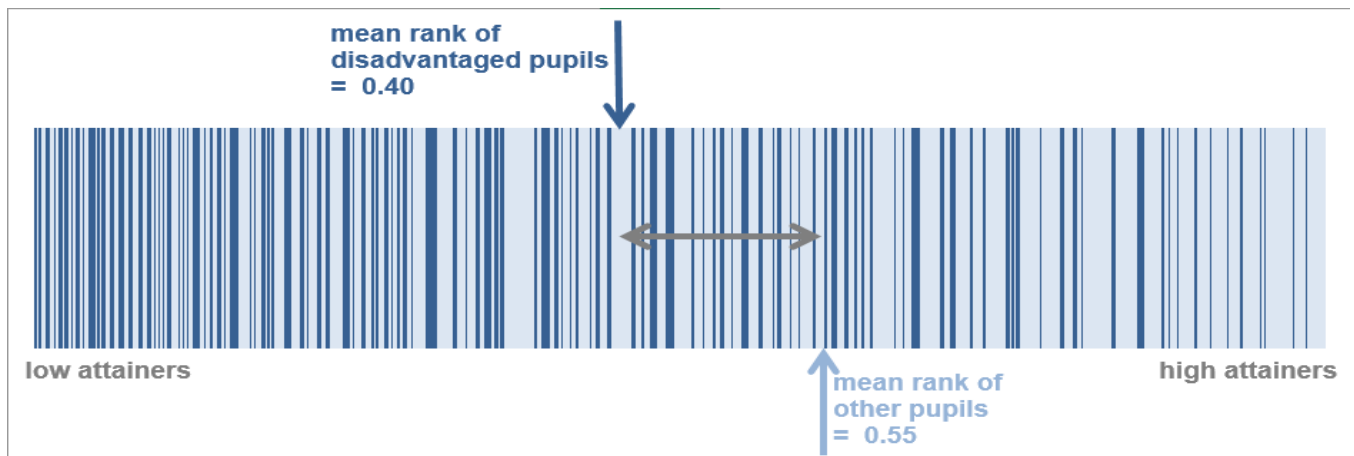 mean rank of
disadvantaged pupils
= 0.40
low attainers
high attainers
mean rank of
other pupils
= 0.55